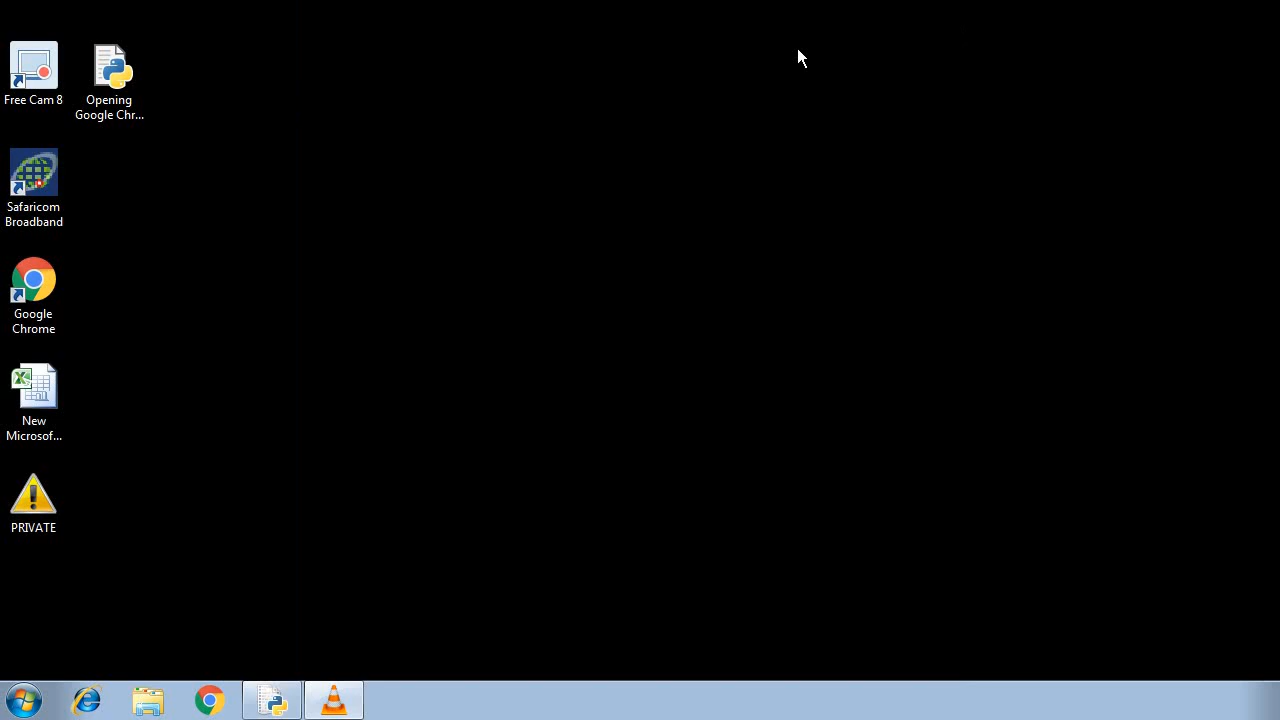 Free Cam 8
Opening
Google Chr...
Safaricom
Broadband
Google
Chrome
New
Microsof...
PRIVATE